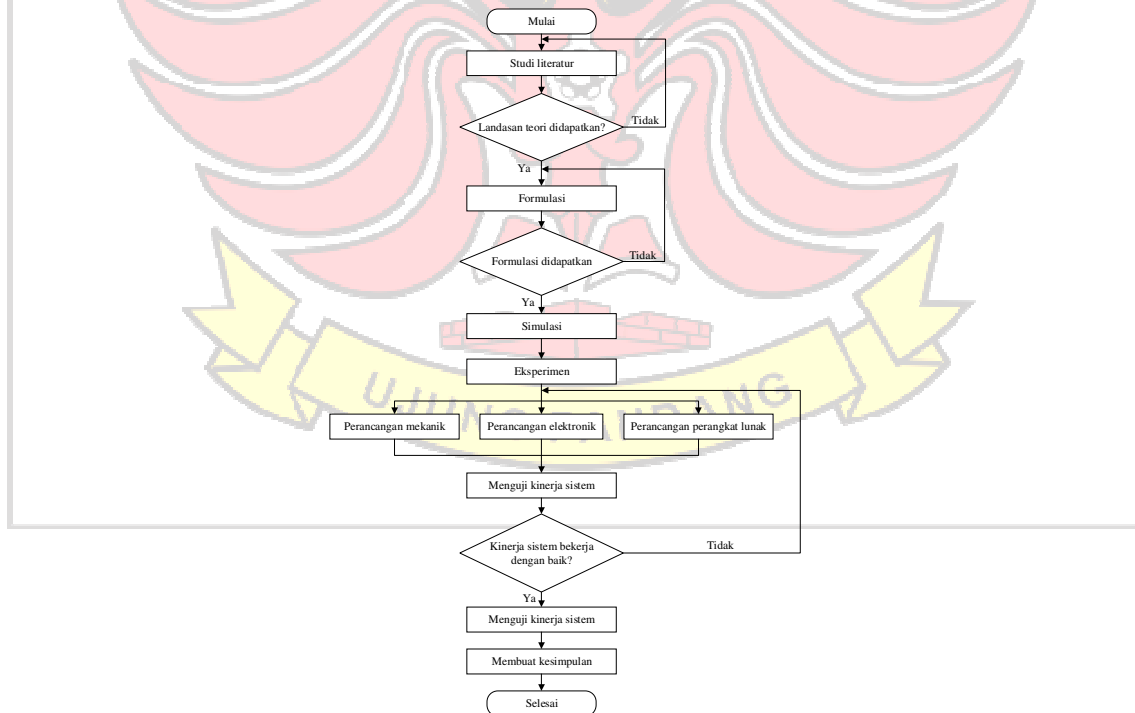 Mulai
Studi literatur
Landasan teori didapatkan?
Tidak
Ya
Formulasi
Formulasi didapatkan
Tidak
Ya
Simulasi
Eksperimen
UJUNG PANDANG
Perancangan mekanik
Perancangan elektronik
Perancangan perangkat lunak
Menguji kinerja sistem
Kinerja sistem bekerja
dengan baik?
Tidak
Ya
Menguji kinerja sistem
Membuat kesimpulan
Selesai